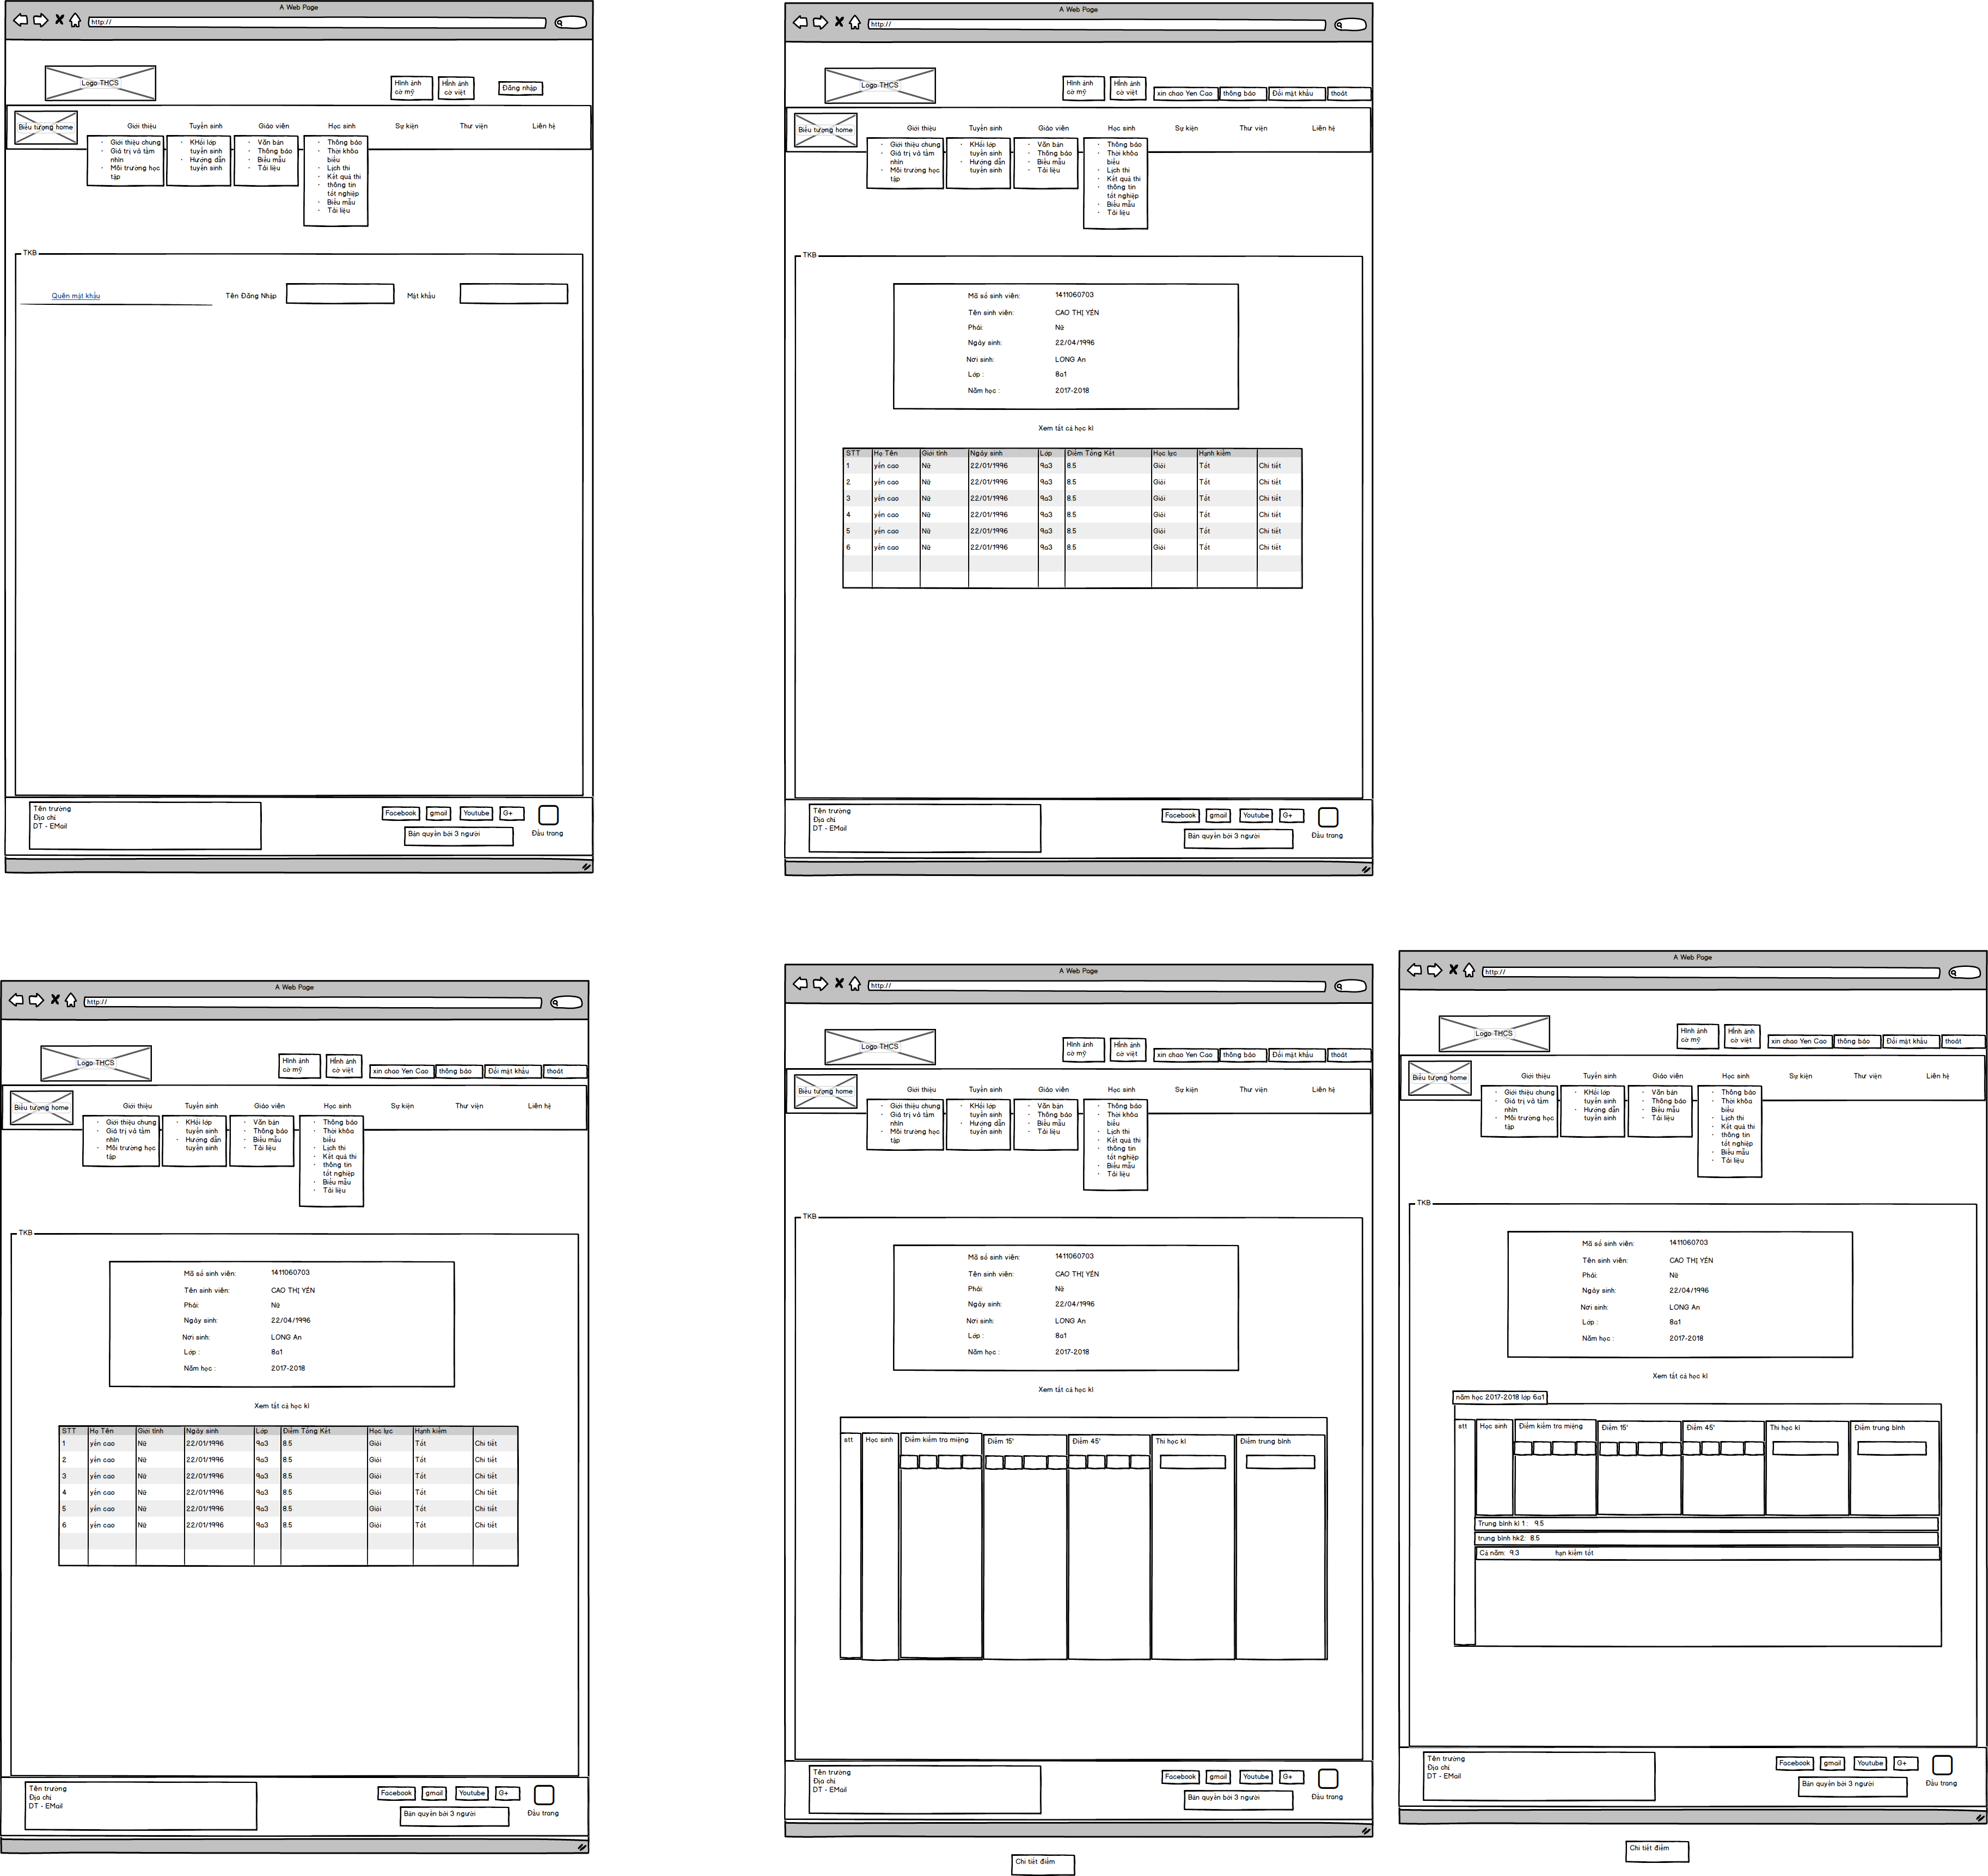 A Web Page
http://
Logo THCS
Hình ảnh
cờ mỹ
HÌnh ảnh
cờ việt
Đăng nhập
Biểu tượng home
Giới thiệu
Tuyển sinh
Giáo viên
Học sinh
Sự kiện
Thư viện
Liên hệ
· Giới thiệu chung
· Giá trị và tầm
nhìn
· Môi trường học
tập
· KHối lớp
tuyển sinh
· Hướng dẫn
tuyển sinh
· Văn bản
· Thông báo
· Biểu mẫu
· Tài liệu
· Thông báo
· Thời khóa
biểu
· Lịch thi
· Kết quả thi
· thông tin
tốt nghiệp
· Biểu mẫu
· Tài liệu
TKB
Quên mật khẩu
Tên Đăng Nhập
Mật khẩu
Tên trường
Địa chỉ
DT - EMail
Facebook
gmail
Youtube
G+
Bản quyền bởi 3 người
Đầu trang
A Web Page
http://
Logo THCS
Hình ảnh
cờ mỹ
HÌnh ảnh
cờ việt
xin chao Yen Cao
thông báo
Đổi mật khẩu
thoát
Biểu tượng home
Giới thiệu
Tuyển sinh
Giáo viên
Học sinh
Sự kiện
Thư viện
Liên hệ
· Giới thiệu chung
· Giá trị và tầm
nhìn
· Môi trường học
tập
· KHối lớp
tuyển sinh
· Hướng dẫn
tuyển sinh
· Văn bản
· Thông báo
· Biểu mẫu
· Tài liệu
· Thông báo
· Thời khóa
biểu
· Lịch thi
· Kết quả thi
· thông tin
tốt nghiệp
· Biểu mẫu
· Tài liệu
TKB
Mã số sinh viên: 1411060703
Tên sinh viên: CAO THỊ YẾN
Phái: Nữ
Ngày sinh: 22/04/1996
Nơi sinh: LONG An
Lớp : 8a1
Năm học : 2017-2018
Xem tất cả học kì
STT Họ Tên Giới tính Ngày sinh Lớp Điểm Tổng Kết Học lực Hạnh kiểm
1 yến cao Nữ 22/01/1996 9a3 8.5 Giỏi Tốt Chi tiết
2 yến cao Nữ 22/01/1996 9a3 8.5 Giỏi Tốt Chi tiết
3 yến cao Nữ 22/01/1996 9a3 8.5 Giỏi Tốt Chi tiết
4 yến cao Nữ 22/01/1996 9a3 8.5 Giỏi Tốt Chi tiết
5 yến cao Nữ 22/01/1996 9a3 8.5 Giỏi Tốt Chi tiết
6 yến cao Nữ 22/01/1996 9a3 8.5 Giỏi Tốt Chi tiết
Tên trường
Địa chỉ
DT - EMail
Facebook
gmail
Youtube
G+
Bản quyền bởi 3 người
Đầu trang
A Web Page
http://
Logo THCS
Hình ảnh
cờ mỹ
HÌnh ảnh
cờ việt
xin chao Yen Cao
thông báo
Đổi mật khẩu
thoát
Biểu tượng home
Giới thiệu
Tuyển sinh
Giáo viên
Học sinh
Sự kiện
Thư viện
Liên hệ
· Giới thiệu chung
· Giá trị và tầm
nhìn
· Môi trường học
tập
· KHối lớp
tuyển sinh
· Hướng dẫn
tuyển sinh
· Văn bản
· Thông báo
· Biểu mẫu
· Tài liệu
· Thông báo
· Thời khóa
biểu
· Lịch thi
· Kết quả thi
· thông tin
tốt nghiệp
· Biểu mẫu
· Tài liệu
TKB
Mã số sinh viên: 1411060703
Tên sinh viên: CAO THỊ YẾN
Phái: Nữ
Ngày sinh: 22/04/1996
Nơi sinh: LONG An
Lớp : 8a1
Năm học : 2017-2018
Xem tất cả học kì
STT Họ Tên Giới tính Ngày sinh Lớp Điểm Tổng Kết Học lực Hạnh kiểm
1 yến cao Nữ 22/01/1996 9a3 8.5 Giỏi Tốt Chi tiết
2 yến cao Nữ 22/01/1996 9a3 8.5 Giỏi Tốt Chi tiết
3 yến cao Nữ 22/01/1996 9a3 8.5 Giỏi Tốt Chi tiết
4 yến cao Nữ 22/01/1996 9a3 8.5 Giỏi Tốt Chi tiết
5 yến cao Nữ 22/01/1996 9a3 8.5 Giỏi Tốt Chi tiết
6 yến cao Nữ 22/01/1996 9a3 8.5 Giỏi Tốt Chi tiết
Tên trường
Địa chỉ
DT - EMail
Facebook
gmail
Youtube
G+
Bản quyền bởi 3 người
Đầu trang
A Web Page
http://
Logo THCS
Hình ảnh
cờ mỹ
HÌnh ảnh
cờ việt
xin chao Yen Cao
thông báo
Đổi mật khẩu
thoát
Biểu tượng home
Giới thiệu
Tuyển sinh
Giáo viên
Học sinh
Sự kiện
Thư viện
Liên hệ
· Giới thiệu chung
· Giá trị và tầm
nhìn
· Môi trường học
tập
· KHối lớp
tuyển sinh
· Hướng dẫn
tuyển sinh
· Văn bản
· Thông báo
· Biểu mẫu
· Tài liệu
· Thông báo
· Thời khóa
biểu
· Lịch thi
· Kết quả thi
· thông tin
tốt nghiệp
· Biểu mẫu
· Tài liệu
TKB
Mã số sinh viên: 1411060703
Tên sinh viên: CAO THỊ YẾN
Phái: Nữ
Ngày sinh: 22/04/1996
Nơi sinh: LONG An
Lớp : 8a1
Năm học : 2017-2018
Xem tất cả học kì
stt Học sinh Điểm kiểm tra miệng Điểm 15' Điểm 45' Thi học kì Điểm trung bình
Tên trường
Địa chỉ
DT - EMail
Facebook
gmail
Youtube
G+
Bản quyền bởi 3 người
Đầu trang
Chi tiết điểm
A Web Page
http://
Logo THCS
Hình ảnh
cờ mỹ
HÌnh ảnh
cờ việt
xin chao Yen Cao
thông báo
Đổi mật khẩu
thoát
Biểu tượng home
Giới thiệu
Tuyển sinh
Giáo viên
Học sinh
Sự kiện
Thư viện
Liên hệ
· Giới thiệu chung
· Giá trị và tầm
nhìn
· Môi trường học
tập
· KHối lớp
tuyển sinh
· Hướng dẫn
tuyển sinh
· Văn bản
· Thông báo
· Biểu mẫu
· Tài liệu
· Thông báo
· Thời khóa
biểu
· Lịch thi
· Kết quả thi
· thông tin
tốt nghiệp
· Biểu mẫu
· Tài liệu
TKB
Mã số sinh viên: 1411060703
Tên sinh viên: CAO THỊ YẾN
Phái: Nữ
Ngày sinh: 22/04/1996
Nơi sinh: LONG An
Lớp : 8a1
Năm học : 2017-2018
Xem tất cả học kì
năm học 2017-2018 lớp 6a1
stt Học sinh Điểm kiểm tra miệng Điểm 15' Điểm 45' Thi học kì Điểm trung bình
Trung bình kì 1 : 9.5
trung bình hk2: 8.5
Cả năm: 9.3 hạn kiểm tốt
Tên trường
Địa chỉ
DT - EMail
Facebook
gmail
Youtube
G+
Bản quyền bởi 3 người
Đầu trang
Chi tiết điểm